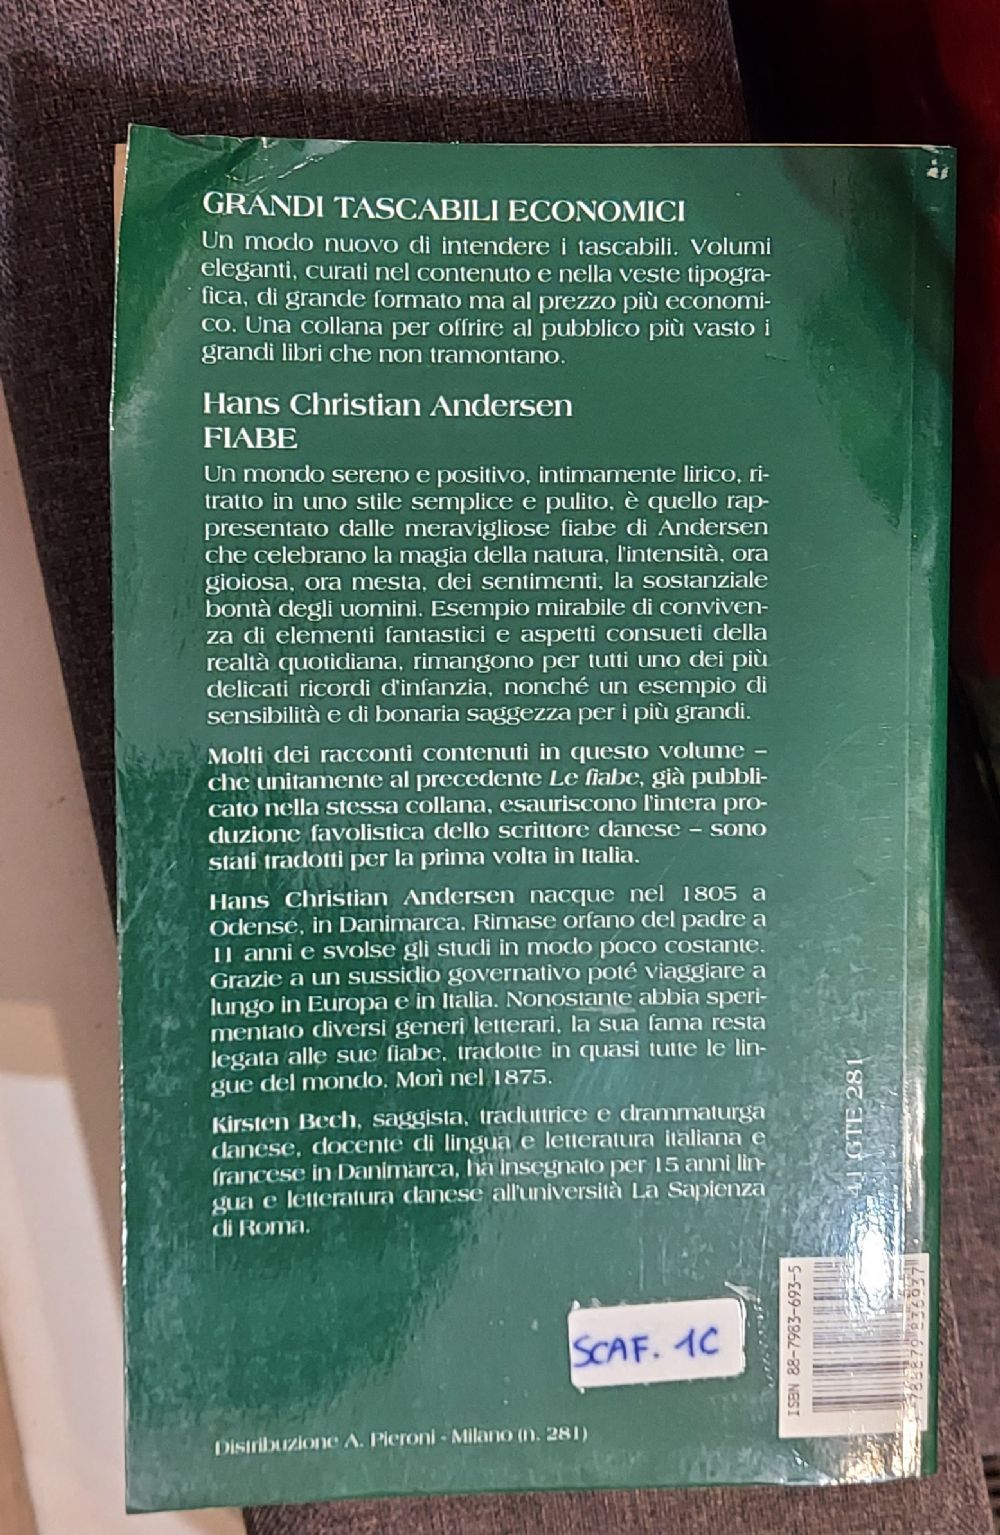 GRANDI TASCABILI ECONOMICI
Un modo nuovo di intendere i tascabili. Volumi
eleganti, curati nel contenuto e nella veste tipogra-
fica, di grande formato ma al prezzo più economi-
co. Una collana per offrire al pubblico più vasto i
grandi libri che non tramontano.
Hans Christian Andersen
FIABE
Un mondo sereno e positivo, intimamente lirico, ri-
tratto in uno stile semplice e pulito, è quello rap-
presentato dalle meravigliose fiabe di Andersen
che celebrano la magia della natura, l'intensità, ora
gioiosa, ora mesta, dei sentimenti, la sostanziale
bontà degli uomini. Esempio mirabile di conviven-
za di elementi fantastici e aspetti consueti della
realtà quotidiana, rimangono per tutti uno dei più
delicati ricordi d'infanzia, nonché un esempio di
sensibilità e di bonaria saggezza per i più grandi.
Molti dei racconti contenuti in questo volume –
che unitamente al precedente Le fiabe, già pubbli-
cato nella stessa collana, esauriscono l'intera pro-
duzione favolistica dello scrittore danese – sono
stati tradotti per la prima volta in Italia.
Hans Christian Andersen nacque nel 1805 a
Odense, in Danimarca. Rimase orfano del padre a
11 anni e svolse gli studi in modo poco costante.
Grazie a un sussidio governativo poté viaggiare a
lungo in Europa e in Italia. Nonostante abbia speri-
mentato diversi generi letterari, la sua fama resta
legata alle sue fiabe, tradotte in quasi tutte le lin-
gue del mondo. Morì nel 1875.
Kirsten Bech, saggista, traduttrice e drammaturga
danese, docente di lingua e letteratura italiana e
francese in Danimarca, ha insegnato per 15 anni lin-
gua e letteratura danese all'università La Sapienza
di Roma.
GTE 281
SCAF. 1C
ISBN 88-7983-693-5
Distribuzione A. Pieroni - Milano (n. 281)